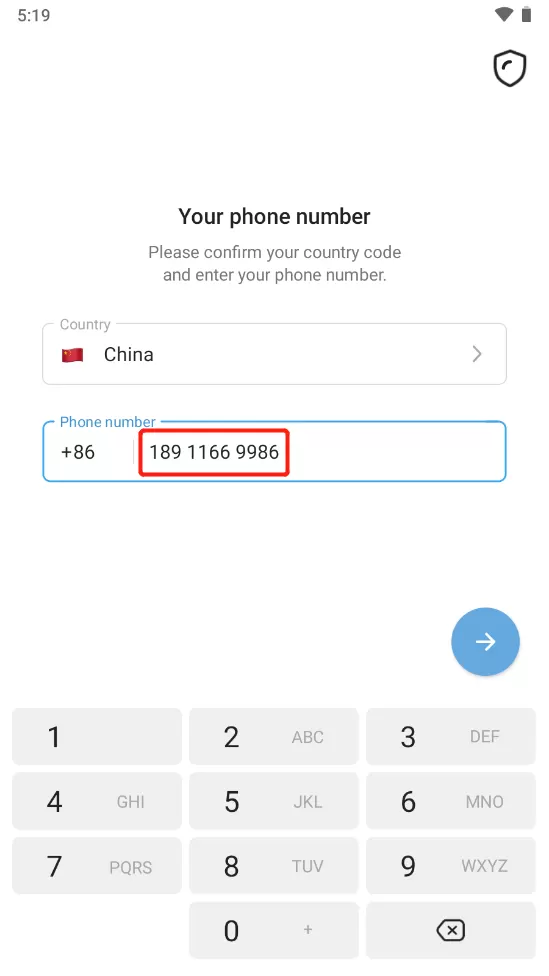 5:19
Your phone number
Please confirm your country code
and enter your phone number.
Country
China
Phone number
+86 189 1166 9986
1
2 ABC
3 DEF
4 GHI
5 JKL
6 MNO
7 PQRS
8 TUV
9 WXYZ
0 +